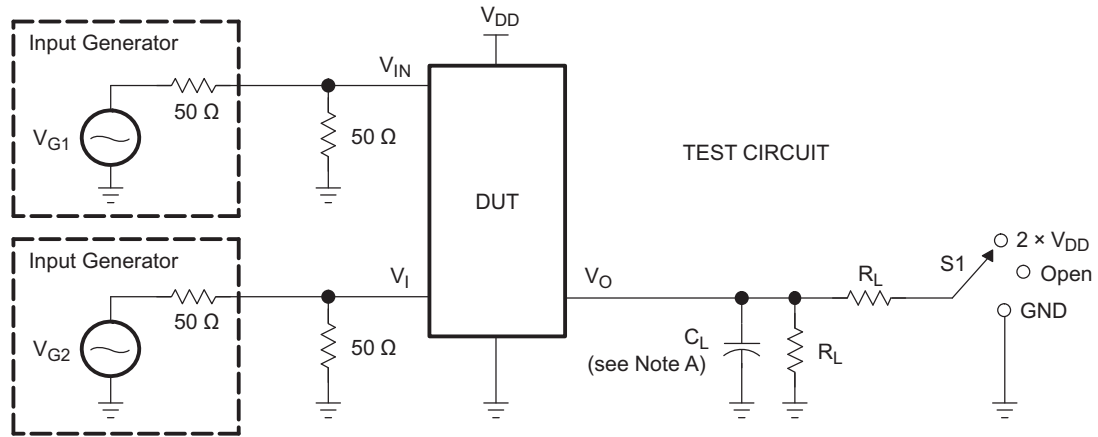 Input Generator
V_G1
50 Ω
50 Ω
V_IN
V_DD
DUT
TEST CIRCUIT
Input Generator
V_G2
50 Ω
50 Ω
V_I
V_O
C_L
(see Note A)
R_L
R_L
S1
2 × V_DD
Open
GND